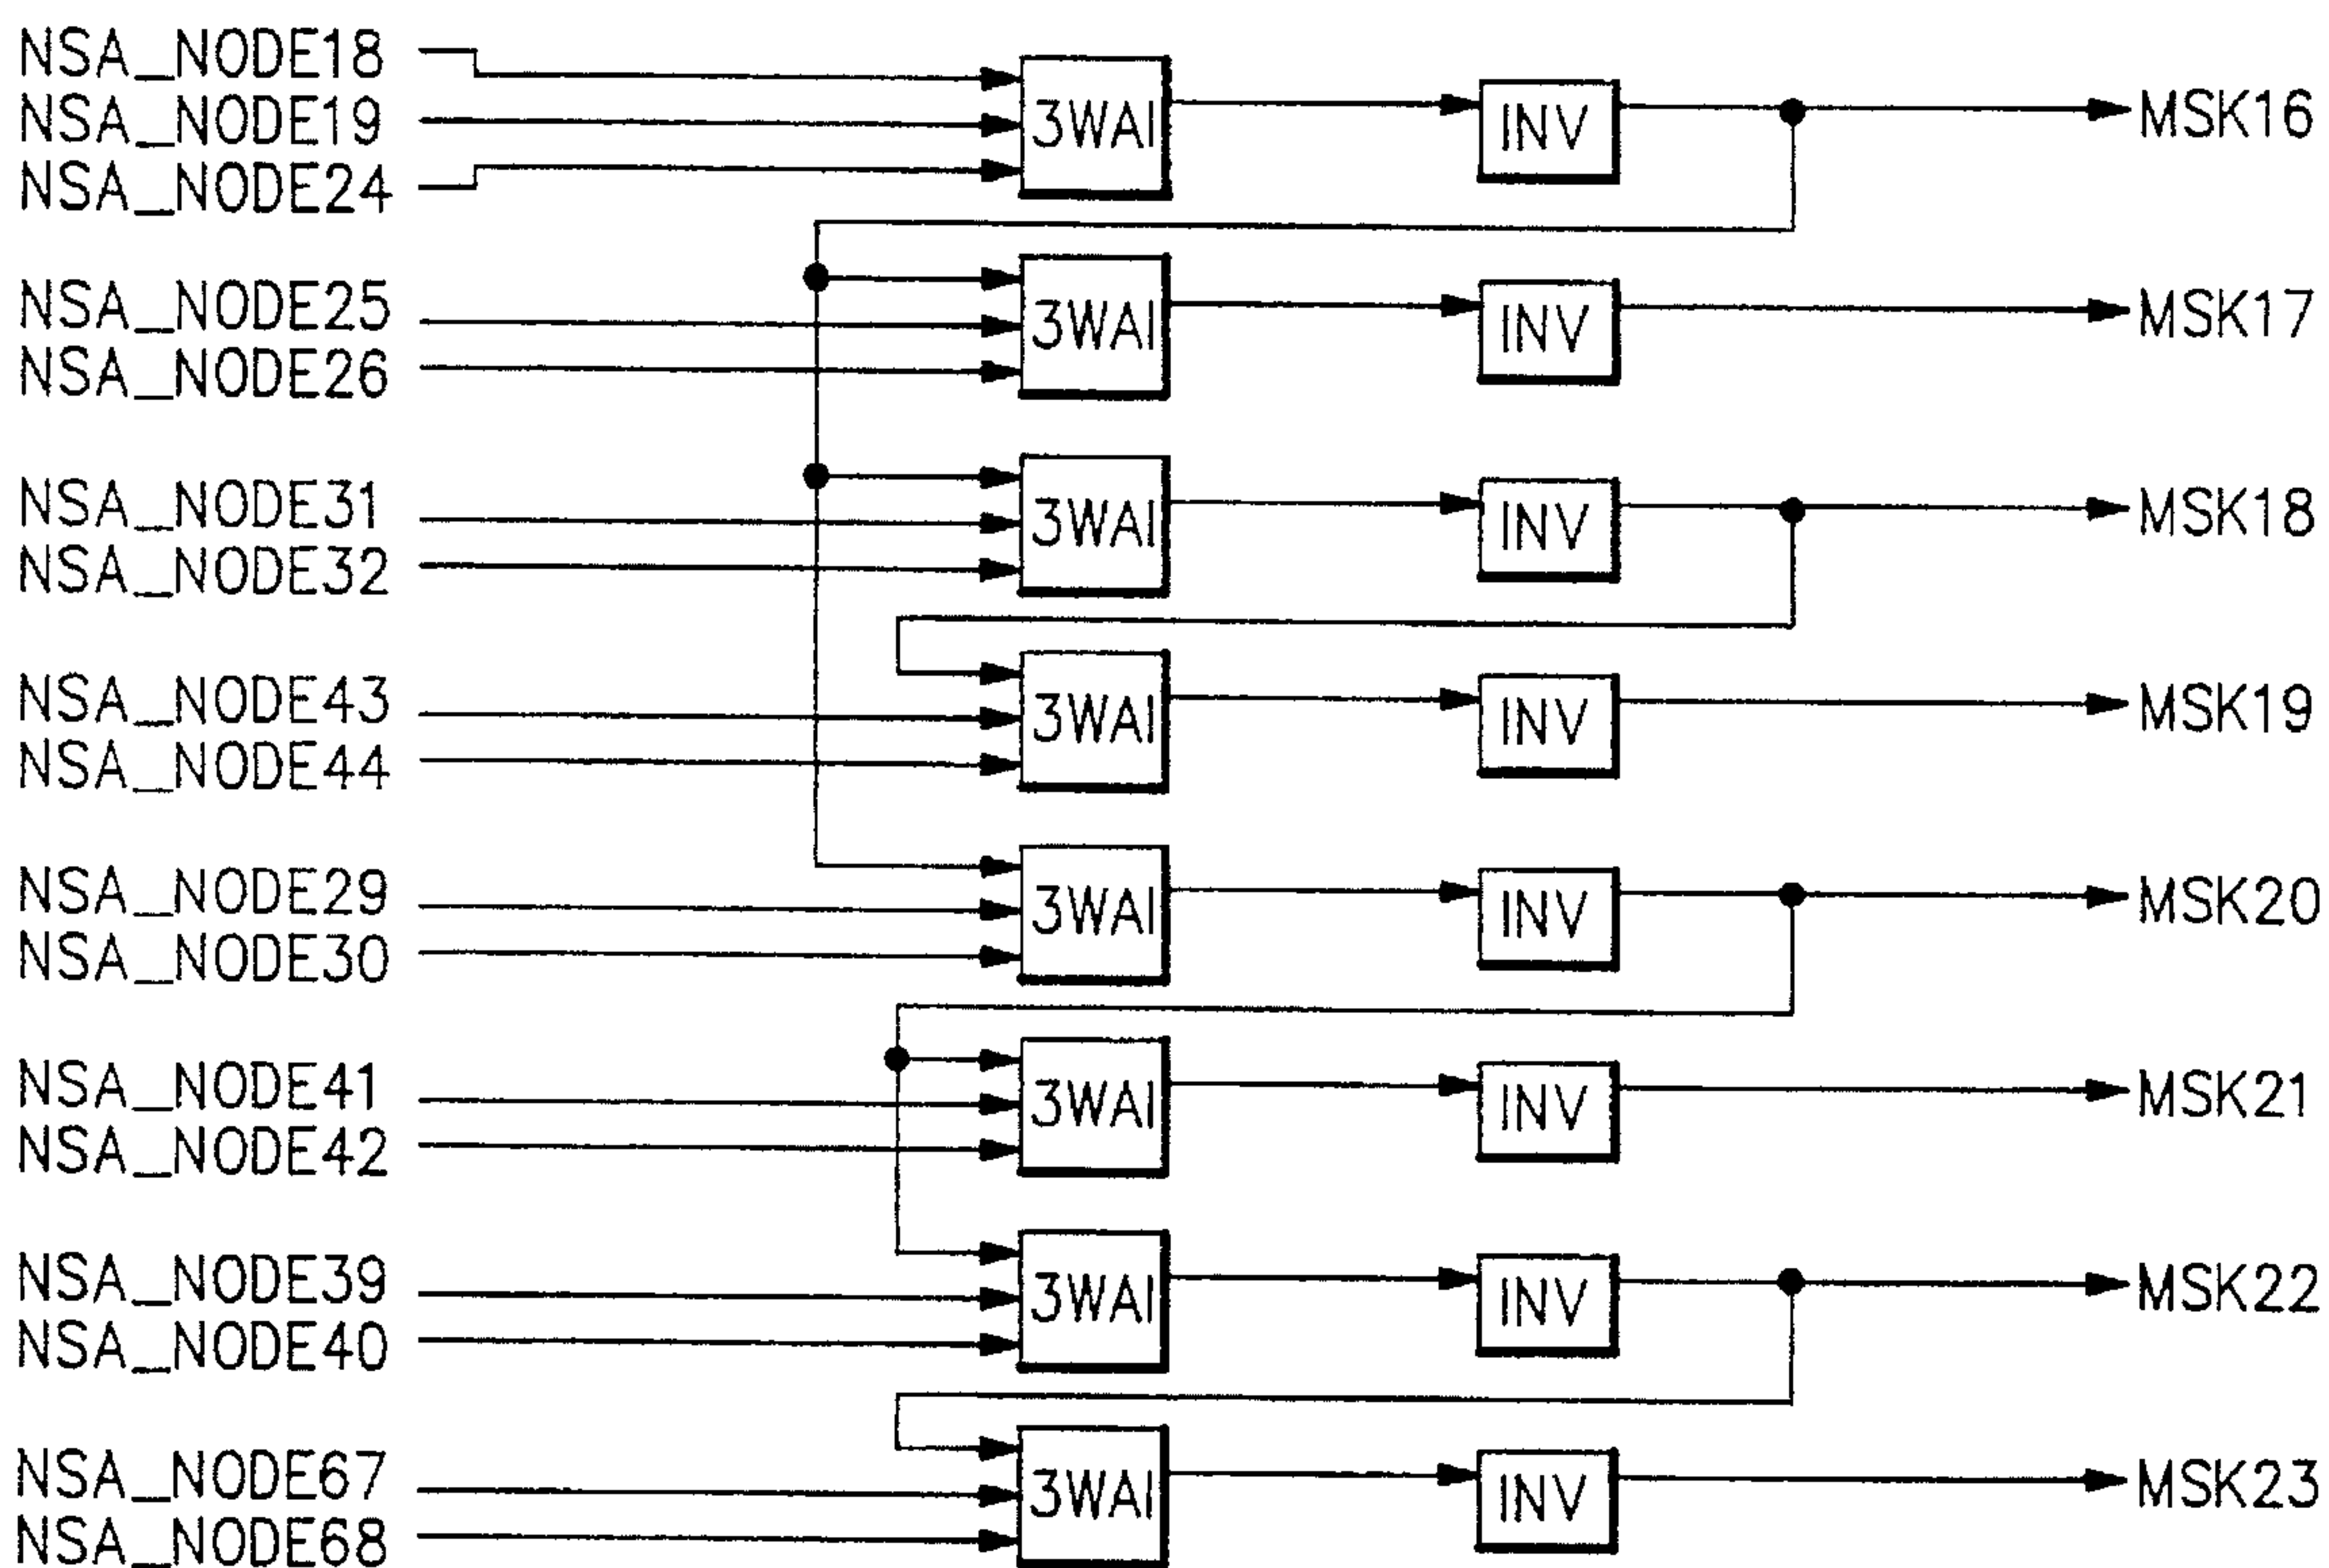 NSA_NODE18
NSA_NODE19
NSA_NODE24
3WAI
INV
MSK16
NSA_NODE25
NSA_NODE26
3WAI
INV
MSK17
NSA_NODE31
NSA_NODE32
3WAI
INV
MSK18
NSA_NODE43
NSA_NODE44
3WAI
INV
MSK19
NSA_NODE29
NSA_NODE30
3WAI
INV
MSK20
NSA_NODE41
NSA_NODE42
3WAI
INV
MSK21
NSA_NODE39
NSA_NODE40
3WAI
INV
MSK22
NSA_NODE67
NSA_NODE68
3WAI
INV
MSK23